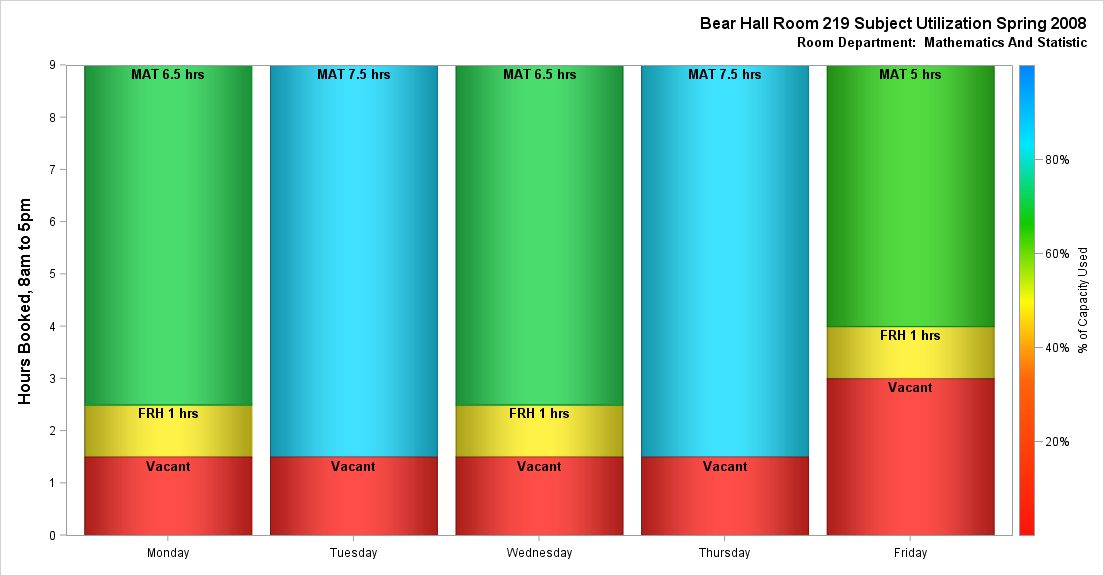 Bear Hall Room 219 Subject Utilization Spring 2008
Room Department:  Mathematics And Statistic
Hours Booked, 8am to 5pm
9
8
7
6
5
4
3
2
1
0
MAT 6.5 hrs
FRH 1 hrs
Vacant
MAT 7.5 hrs
Vacant
MAT 6.5 hrs
FRH 1 hrs
Vacant
MAT 7.5 hrs
Vacant
MAT 5 hrs
FRH 1 hrs
Vacant
Monday
Tuesday
Wednesday
Thursday
Friday
80%
60%
40%
20%
% of Capacity Used